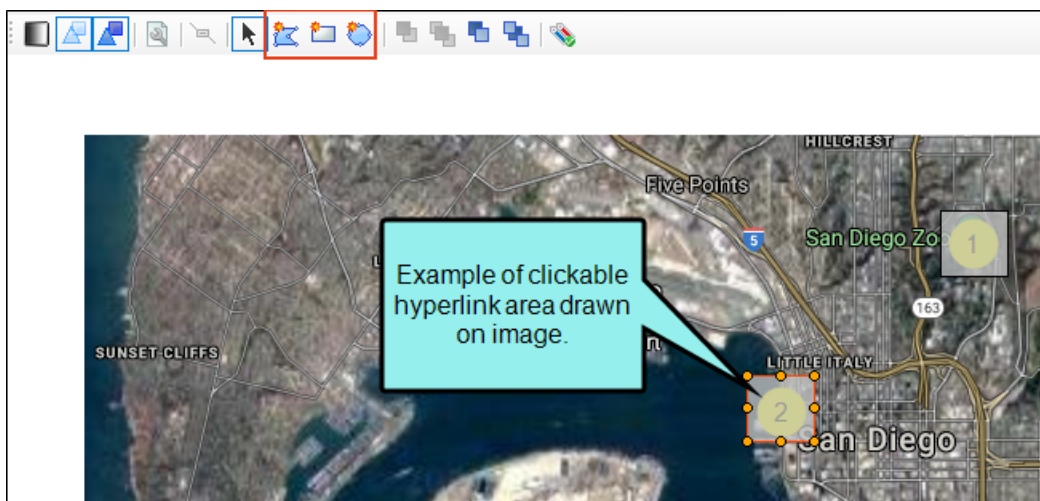 HILLCREST
Five Points
5
San Diego Zoo
1
Example of clickable
hyperlink area drawn
on image.
163
SUNSET CLIFFS
LITTLE ITALY
2
San Diego